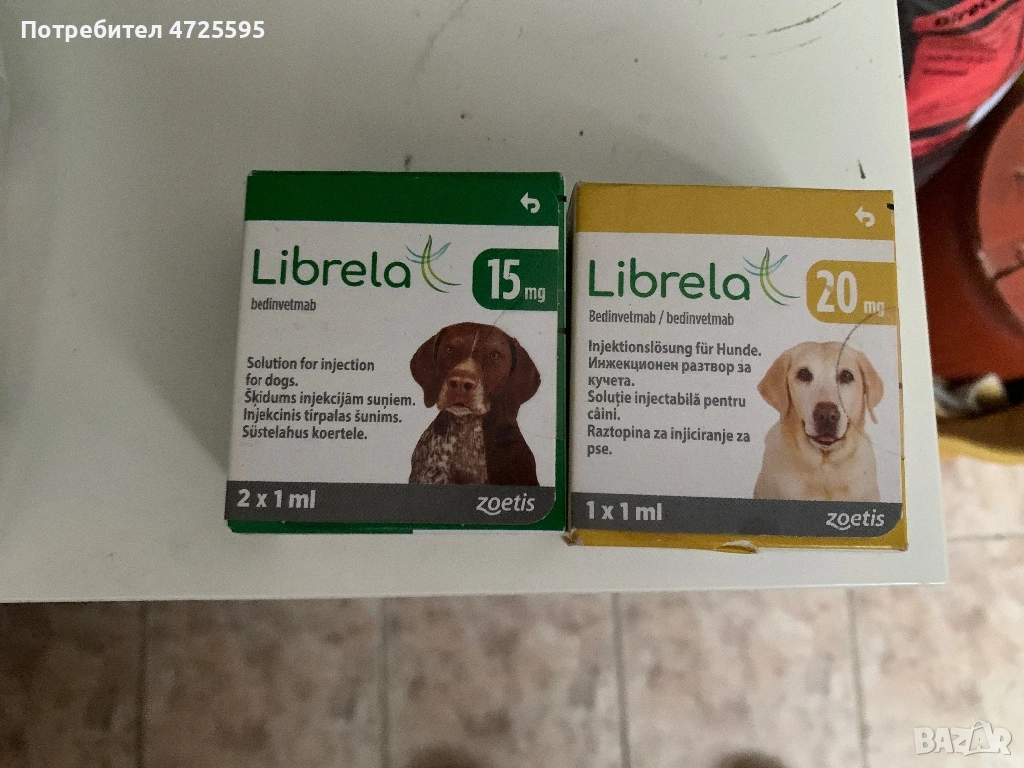 Потребител 4725595
Librela
15 mg
bedinvetmab
Solution for injection
for dogs.
Šķīdums injekcijām suņiem.
Injekcinis tirpalas šunims.
Süstelahus koertele.
2 x 1 ml
zoetis
Librela
20 mg
Bedinvetmab / bedinvetmab
Injektionslösung für Hunde.
Инжекционен разтвор за
кучета.
Soluție injectabilă pentru
câini.
Raztopina za injiciranje za
pse.
1 x 1 ml
zoetis
BAZAR